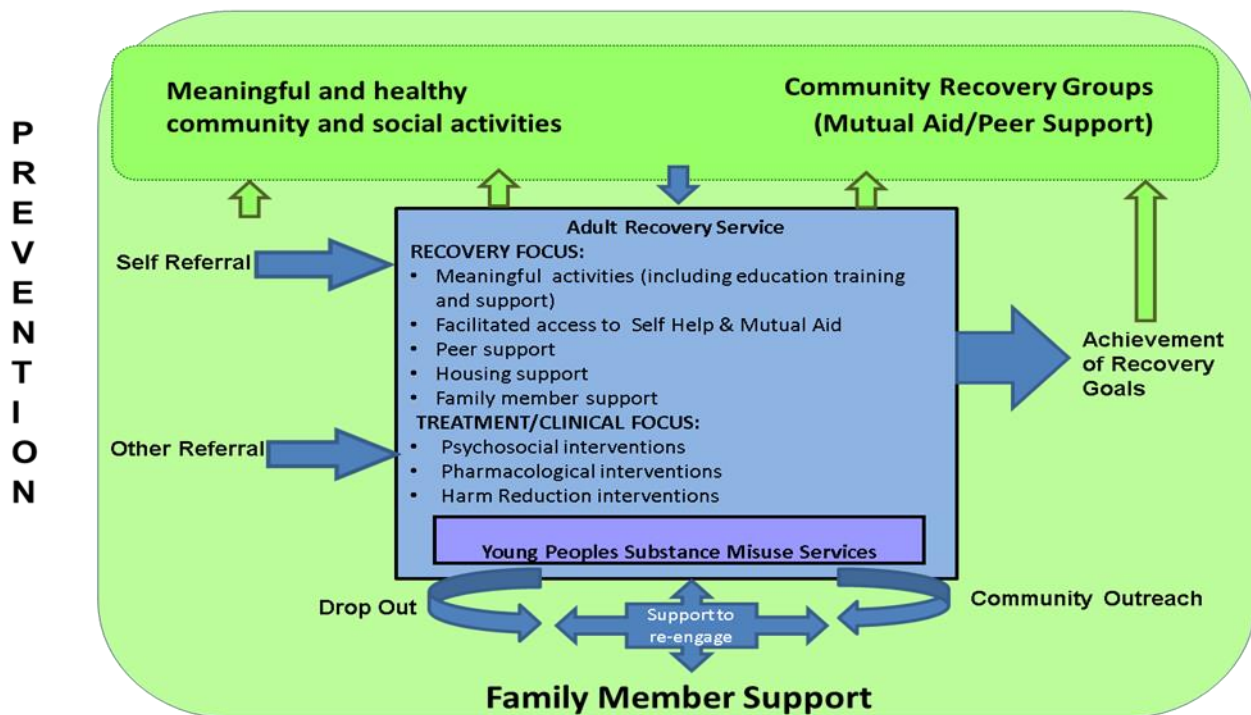 PREVENTION
Meaningful and healthy
community and social activities
Community Recovery Groups
(Mutual Aid/Peer Support)
Self Referral
Other Referral
Adult Recovery Service
RECOVERY FOCUS:
• Meaningful activities (including education training
and support)
• Facilitated access to Self Help & Mutual Aid
• Peer support
• Housing support
• Family member support
TREATMENT/CLINICAL FOCUS:
• Psychosocial interventions
• Pharmacological interventions
• Harm Reduction interventions
Young Peoples Substance Misuse Services
Achievement
of Recovery
Goals
Drop Out
Support to
re-engage
Community Outreach
Family Member Support